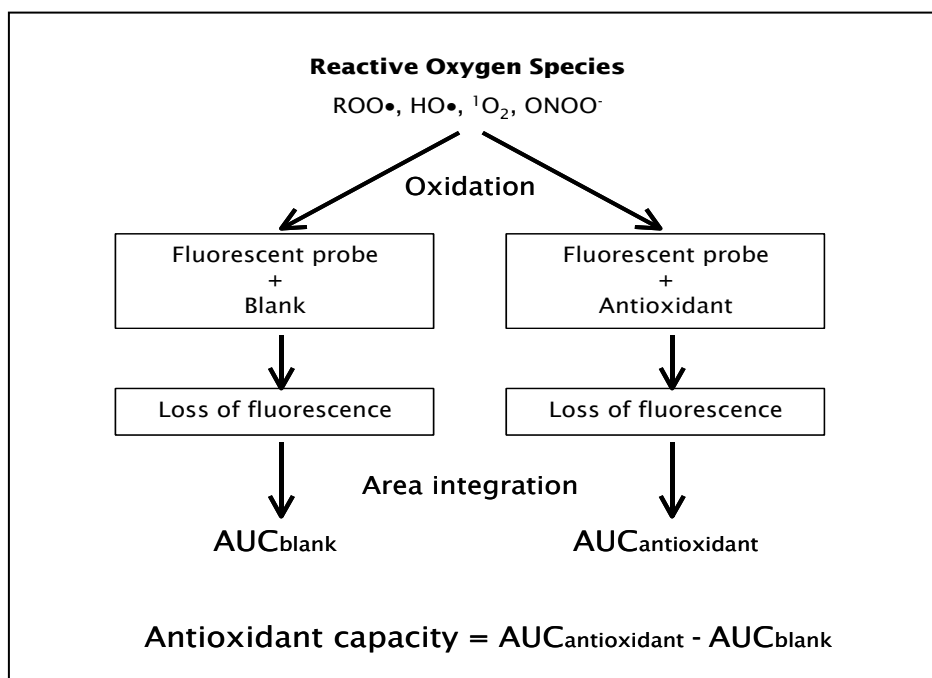 Reactive Oxygen Species
ROO●, HO●, ¹O₂, ONOO⁻
Oxidation
Fluorescent probe
+
Blank
Fluorescent probe
+
Antioxidant
Loss of fluorescence
Loss of fluorescence
Area integration
AUCblank
AUCantioxidant
Antioxidant capacity = AUCantioxidant - AUCblank